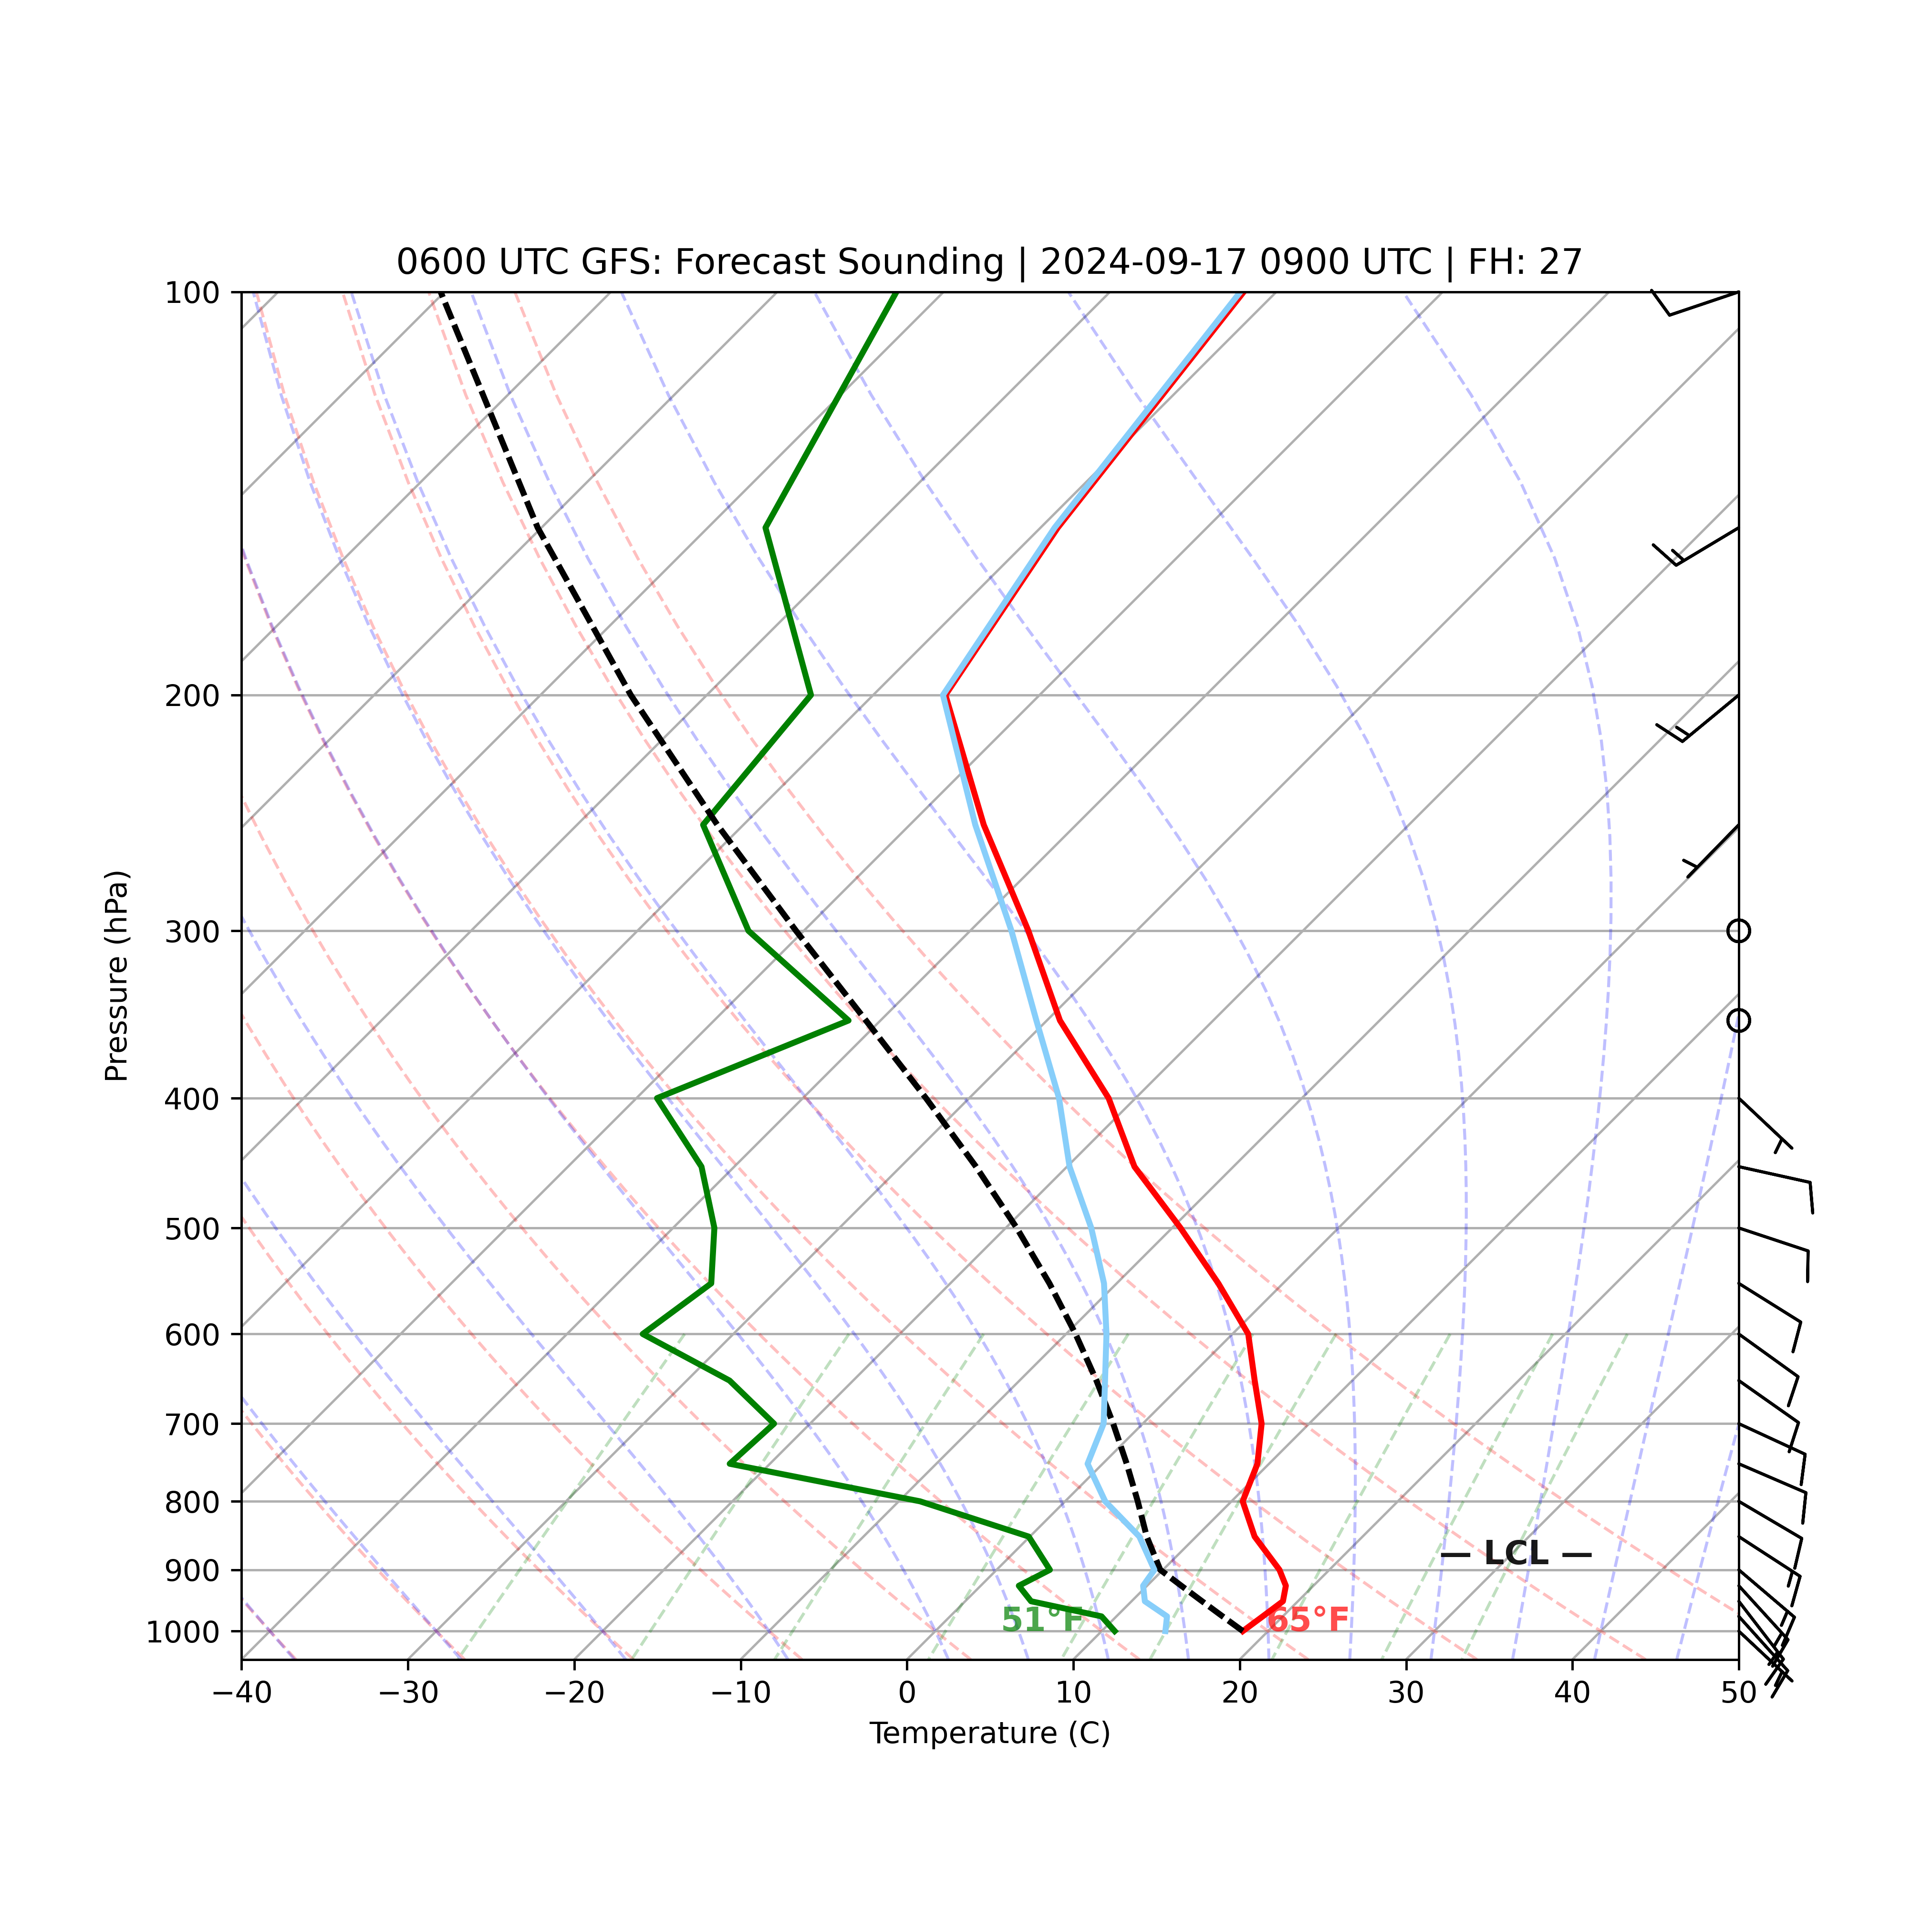 0600 UTC GFS: Forecast Sounding | 2024-09-17 0900 UTC | FH: 27
100
200
300
400
500
600
700
800
900
1000
Pressure (hPa)
— LCL —
51°F
65°F
−40 −30 −20 −10 0 10 20 30 40 50
Temperature (C)